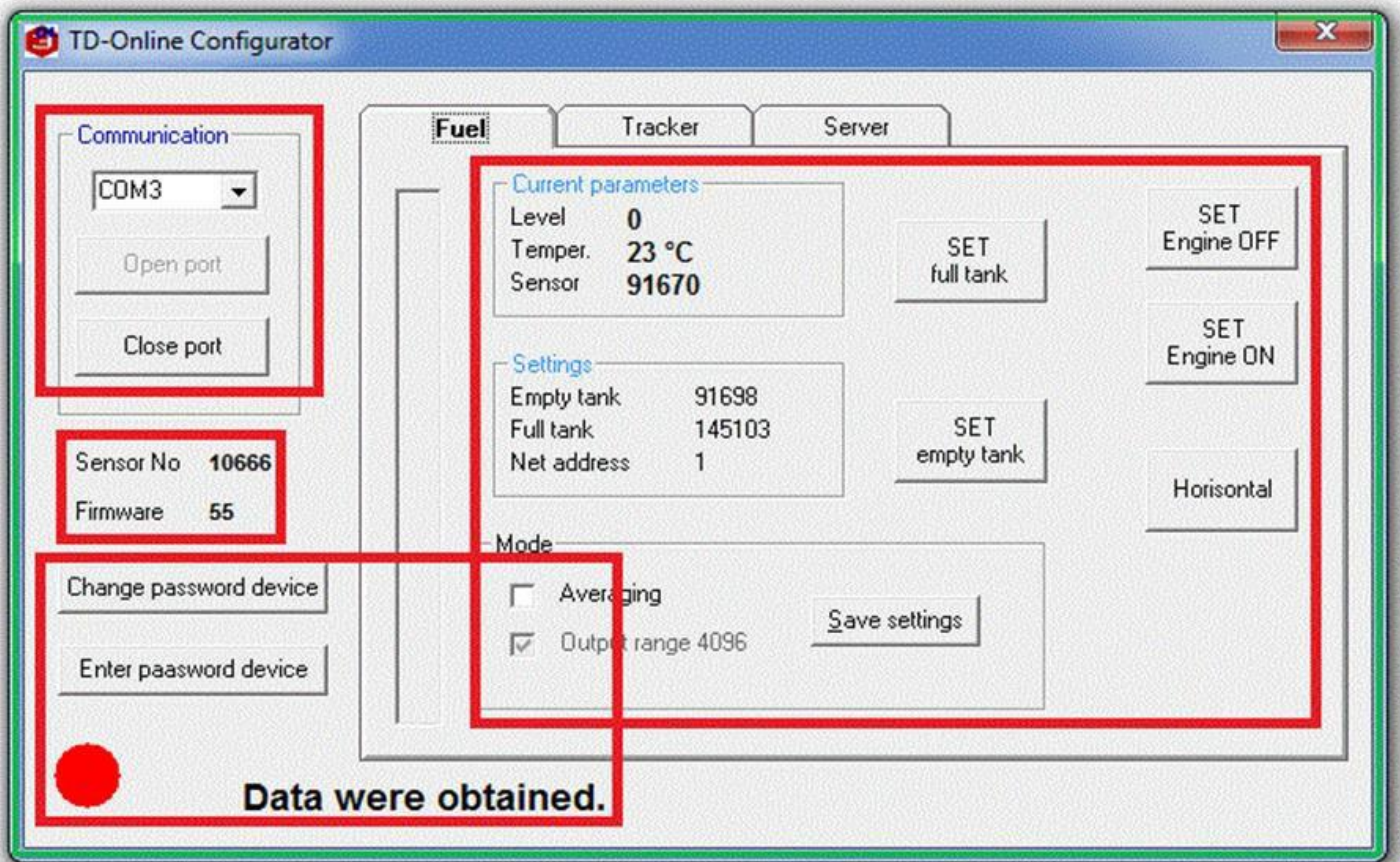 TD-Online Configurator
x
Communication
COM3
Open port
Close port
Sensor No 10666
Firmware 55
Change password device
Enter paasword device
Data were obtained.
Fuel Tracker Server
Current parameters
Level 0
Temper. 23 °C
Sensor 91670
SET
full tank
Settings
Empty tank 91698
Full tank 145103
Net address 1
SET
empty tank
Mode
Averaging
Output range 4096
Save settings
SET
Engine OFF
SET
Engine ON
Horisontal